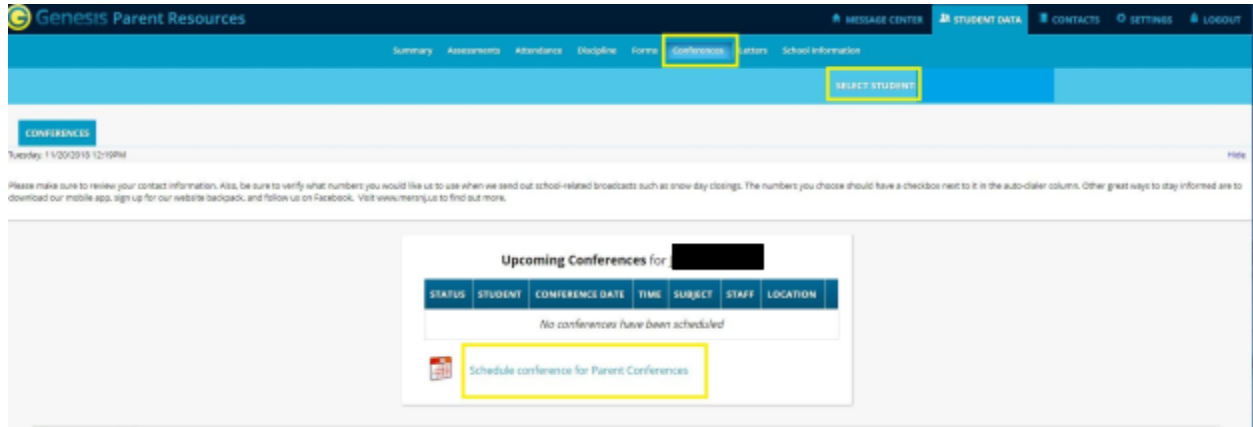 Genesis Parent Resources
MESSAGE CENTER STUDENT DATA CONTACTS SETTINGS LOGOUT
Summary Assessments Attendance Discipline Forms Conferences Letters School Information
SELECT STUDENT:
CONFERENCES
Tuesday, 11/20/2018 12:19PM Hide
Please make sure to review your contact information. Also, be sure to verify what numbers you would like us to use when we send out school-related broadcasts such as snow day closings. The numbers you choose should have a checkbox next to it in the auto-dialer column. Other great ways to stay informed are to
download our mobile app, sign up for our website backpack, and follow us on Facebook. Visit www.mersnj.us to find out more.
Upcoming Conferences for
STATUS STUDENT CONFERENCE DATE TIME SUBJECT STAFF LOCATION
No conferences have been scheduled
Schedule conference for Parent Conferences